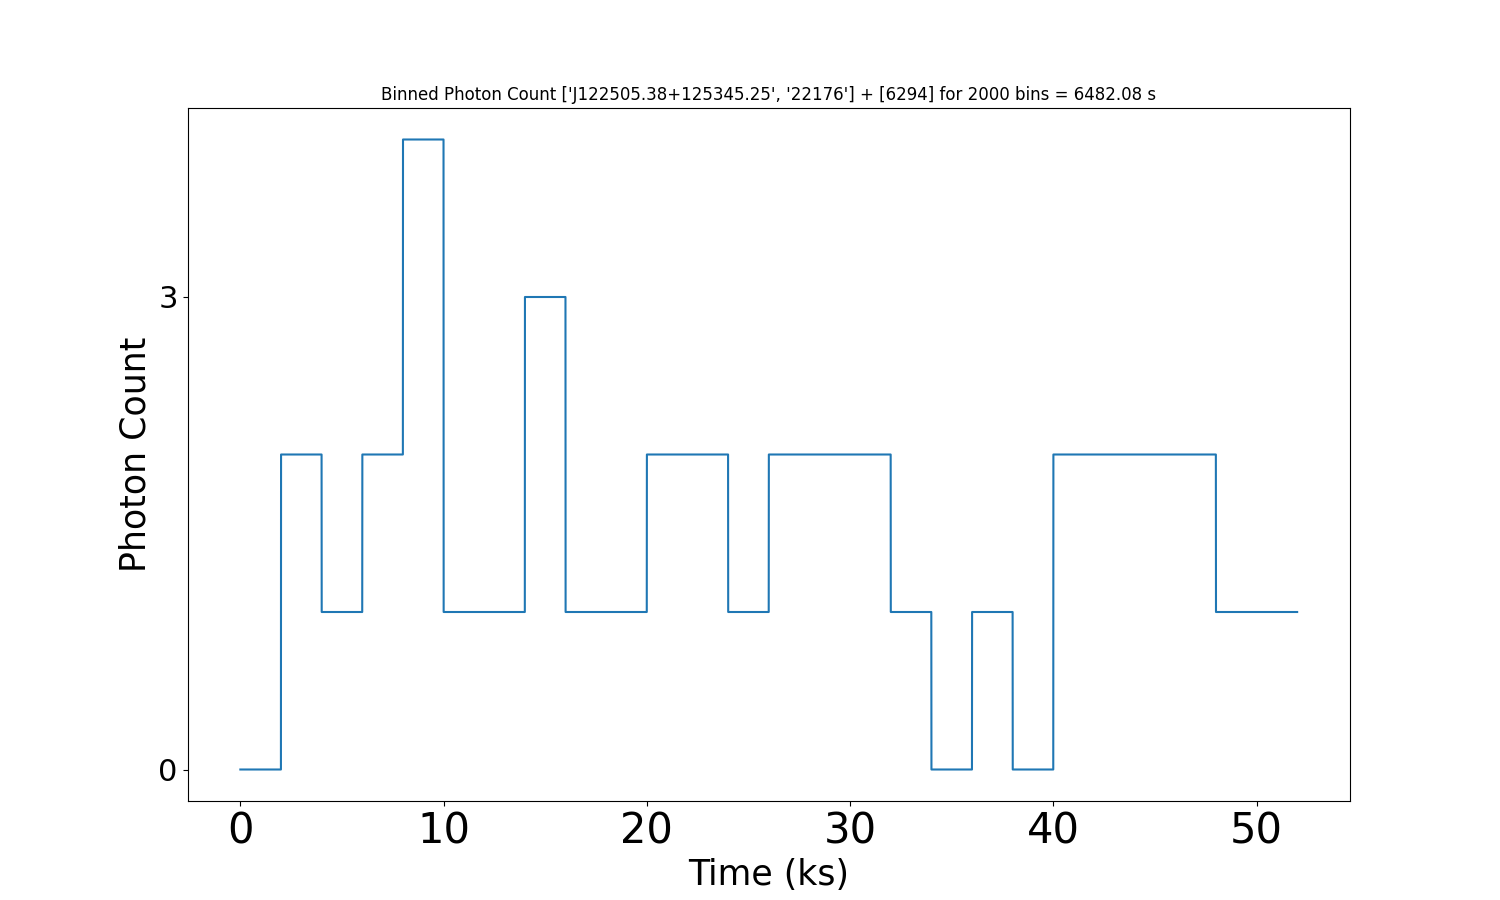 Binned Photon Count ['J122505.38+125345.25', '22176'] + [6294] for 2000 bins = 6482.08 s
3
Photon Count
0
0 10 20 30 40 50
Time (ks)